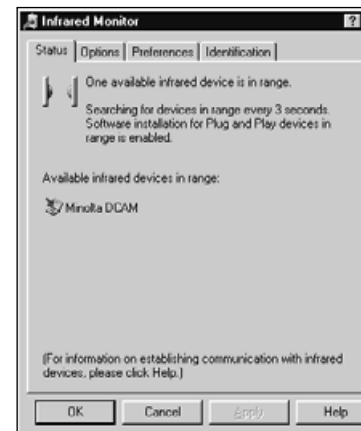 Infrared Monitor
?
Status Options Preferences Identification
One available infrared device is in range.
Searching for devices in range every 3 seconds.
Software installation for Plug and Play devices in
range is enabled.
Available infrared devices in range:
Minolta DCAM
(For information on establishing communication with infrared
devices, please click Help.)
OK Cancel Apply Help